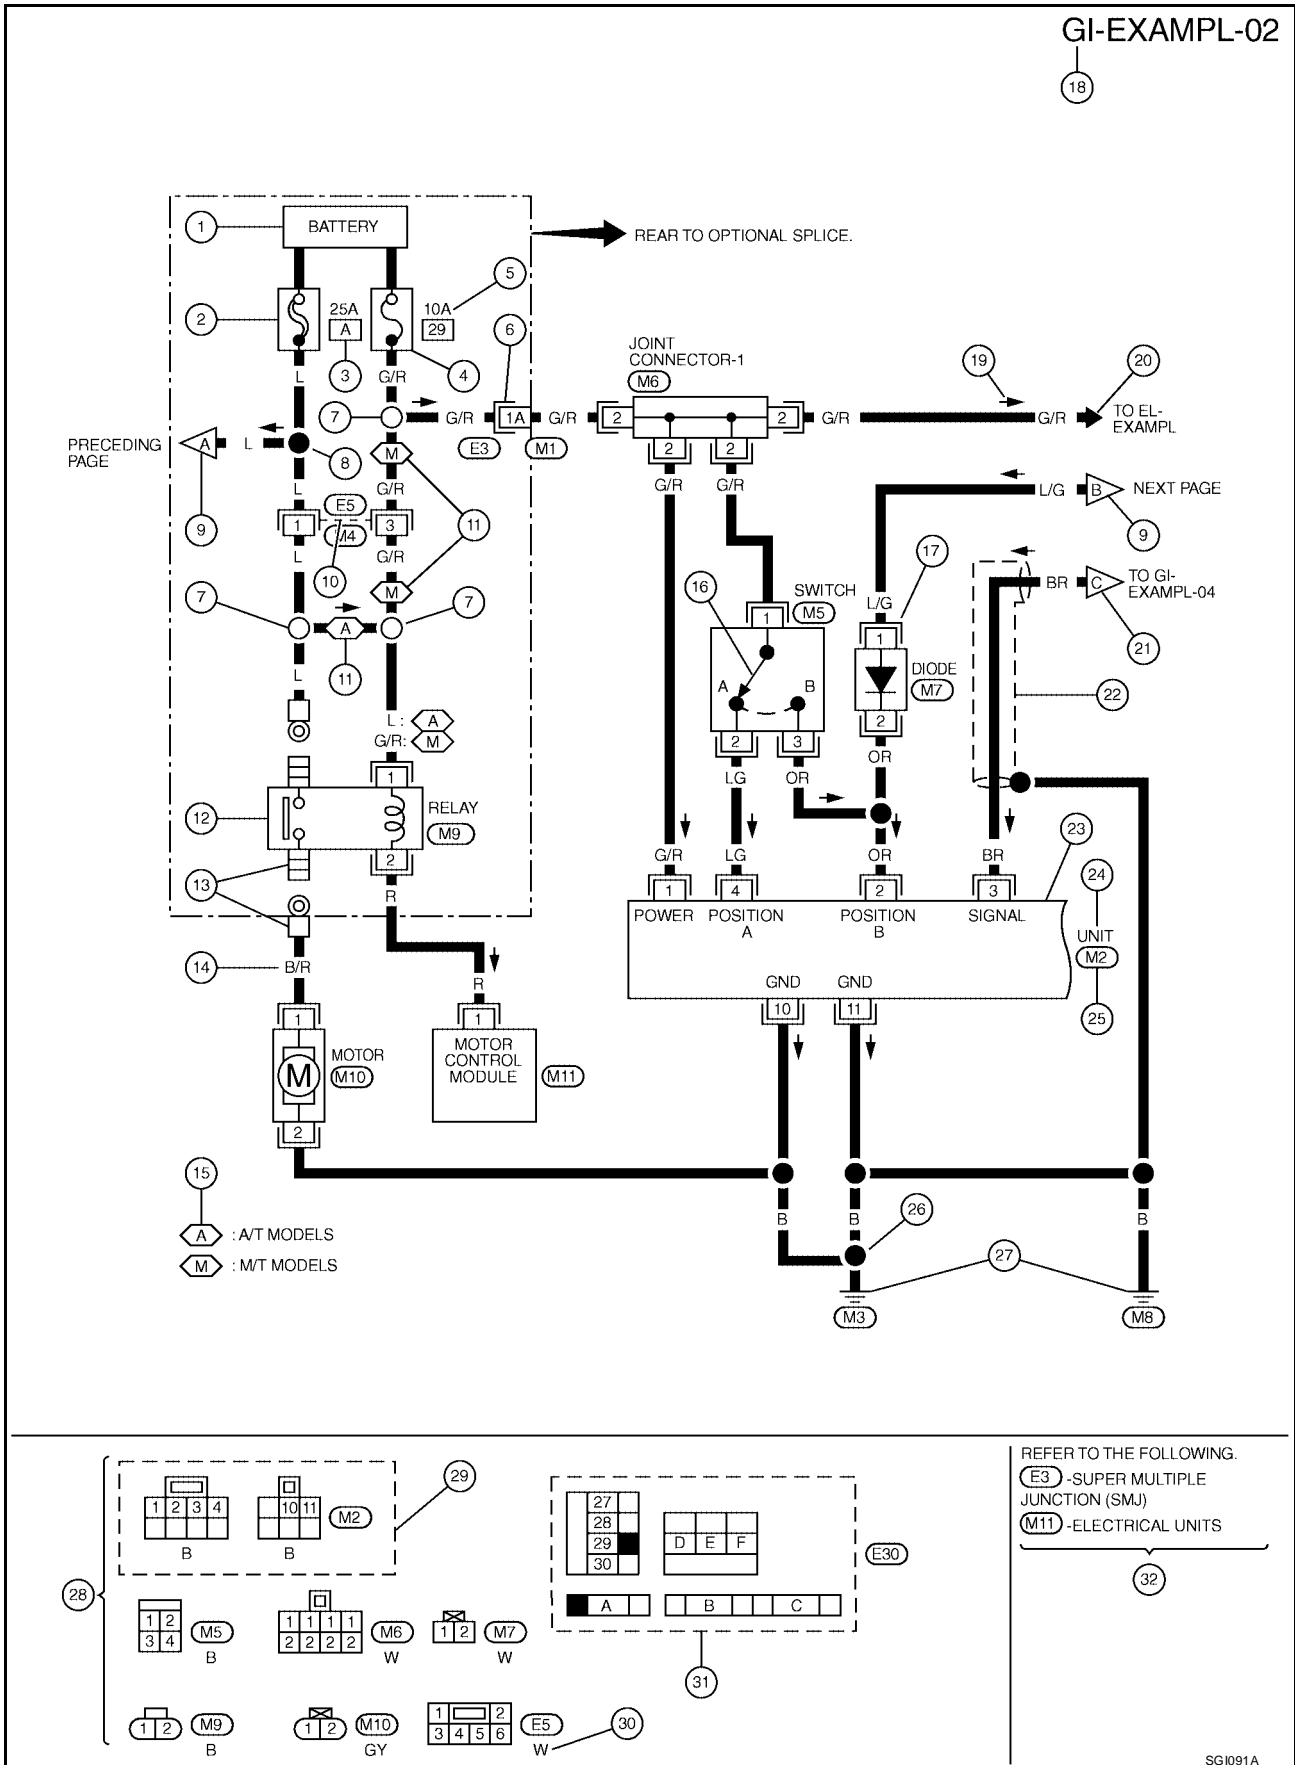 GI-EXAMPL-02
18
1
BATTERY
REAR TO OPTIONAL SPLICE.
5
2
25A
A
10A
29
6
3
4
JOINT
CONNECTOR-1
M6
19
20
L
G/R
7
G/R
1A
G/R
2
2
G/R
G/R
TO EL-
EXAMPL
E3
M1
PRECEDING
PAGE
A
L
8
M
2
2
G/R
G/R
L/G
B
NEXT PAGE
L
G/R
9
1
E5
M4
3
11
9
L
G/R
10
17
BR
C
TO GI-
EXAMPL-04
7
M
7
16
SWITCH
M5
1
L/G
1
21
A
11
L
A
B
DIODE
M7
22
L :
A
G/R:
M
2
3
2
LG
OR
OR
1
12
RELAY
M9
2
23
13
R
G/R
LG
OR
BR
24
1
4
2
3
POWER
POSITION
A
POSITION
B
SIGNAL
UNIT
M2
14
B/R
R
GND
GND
10
11
25
1
1
MOTOR
M10
M
MOTOR
CONTROL
MODULE
M11
2
15
A
: A/T MODELS
B
B
26
B
M
: M/T MODELS
27
M3
M8
28
1 2 3 4
10 11
M2
B
B
29
27
28
29
30
D E F
E30
A
B
C
31
1 2
3 4
M5
B
1 1 1 1
2 2 2 2
M6
W
1 2
M7
W
1 2
M9
B
1 2
M10
GY
1 2
3 4 5 6
E5
W
30
REFER TO THE FOLLOWING.
E3 -SUPER MULTIPLE
JUNCTION (SMJ)
M11 -ELECTRICAL UNITS
32
SGI091A